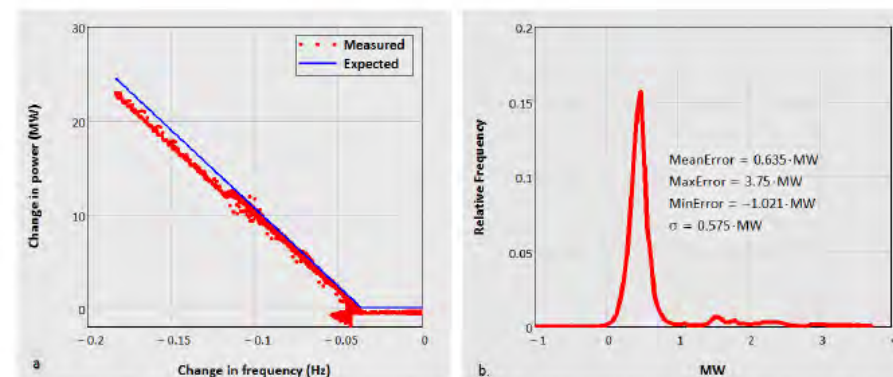 30
20
10
0
−0.2
−0.15
−0.1
−0.05
0
Change in power (MW)
Change in frequency (Hz)
Measured
Expected
a
0.2
0.15
0.1
0.05
0
−1
0
1
2
3
4
Relative Frequency
MW
MeanError = 0.635·MW
MaxError = 3.75·MW
MinError = −1.021·MW
σ = 0.575·MW
b.